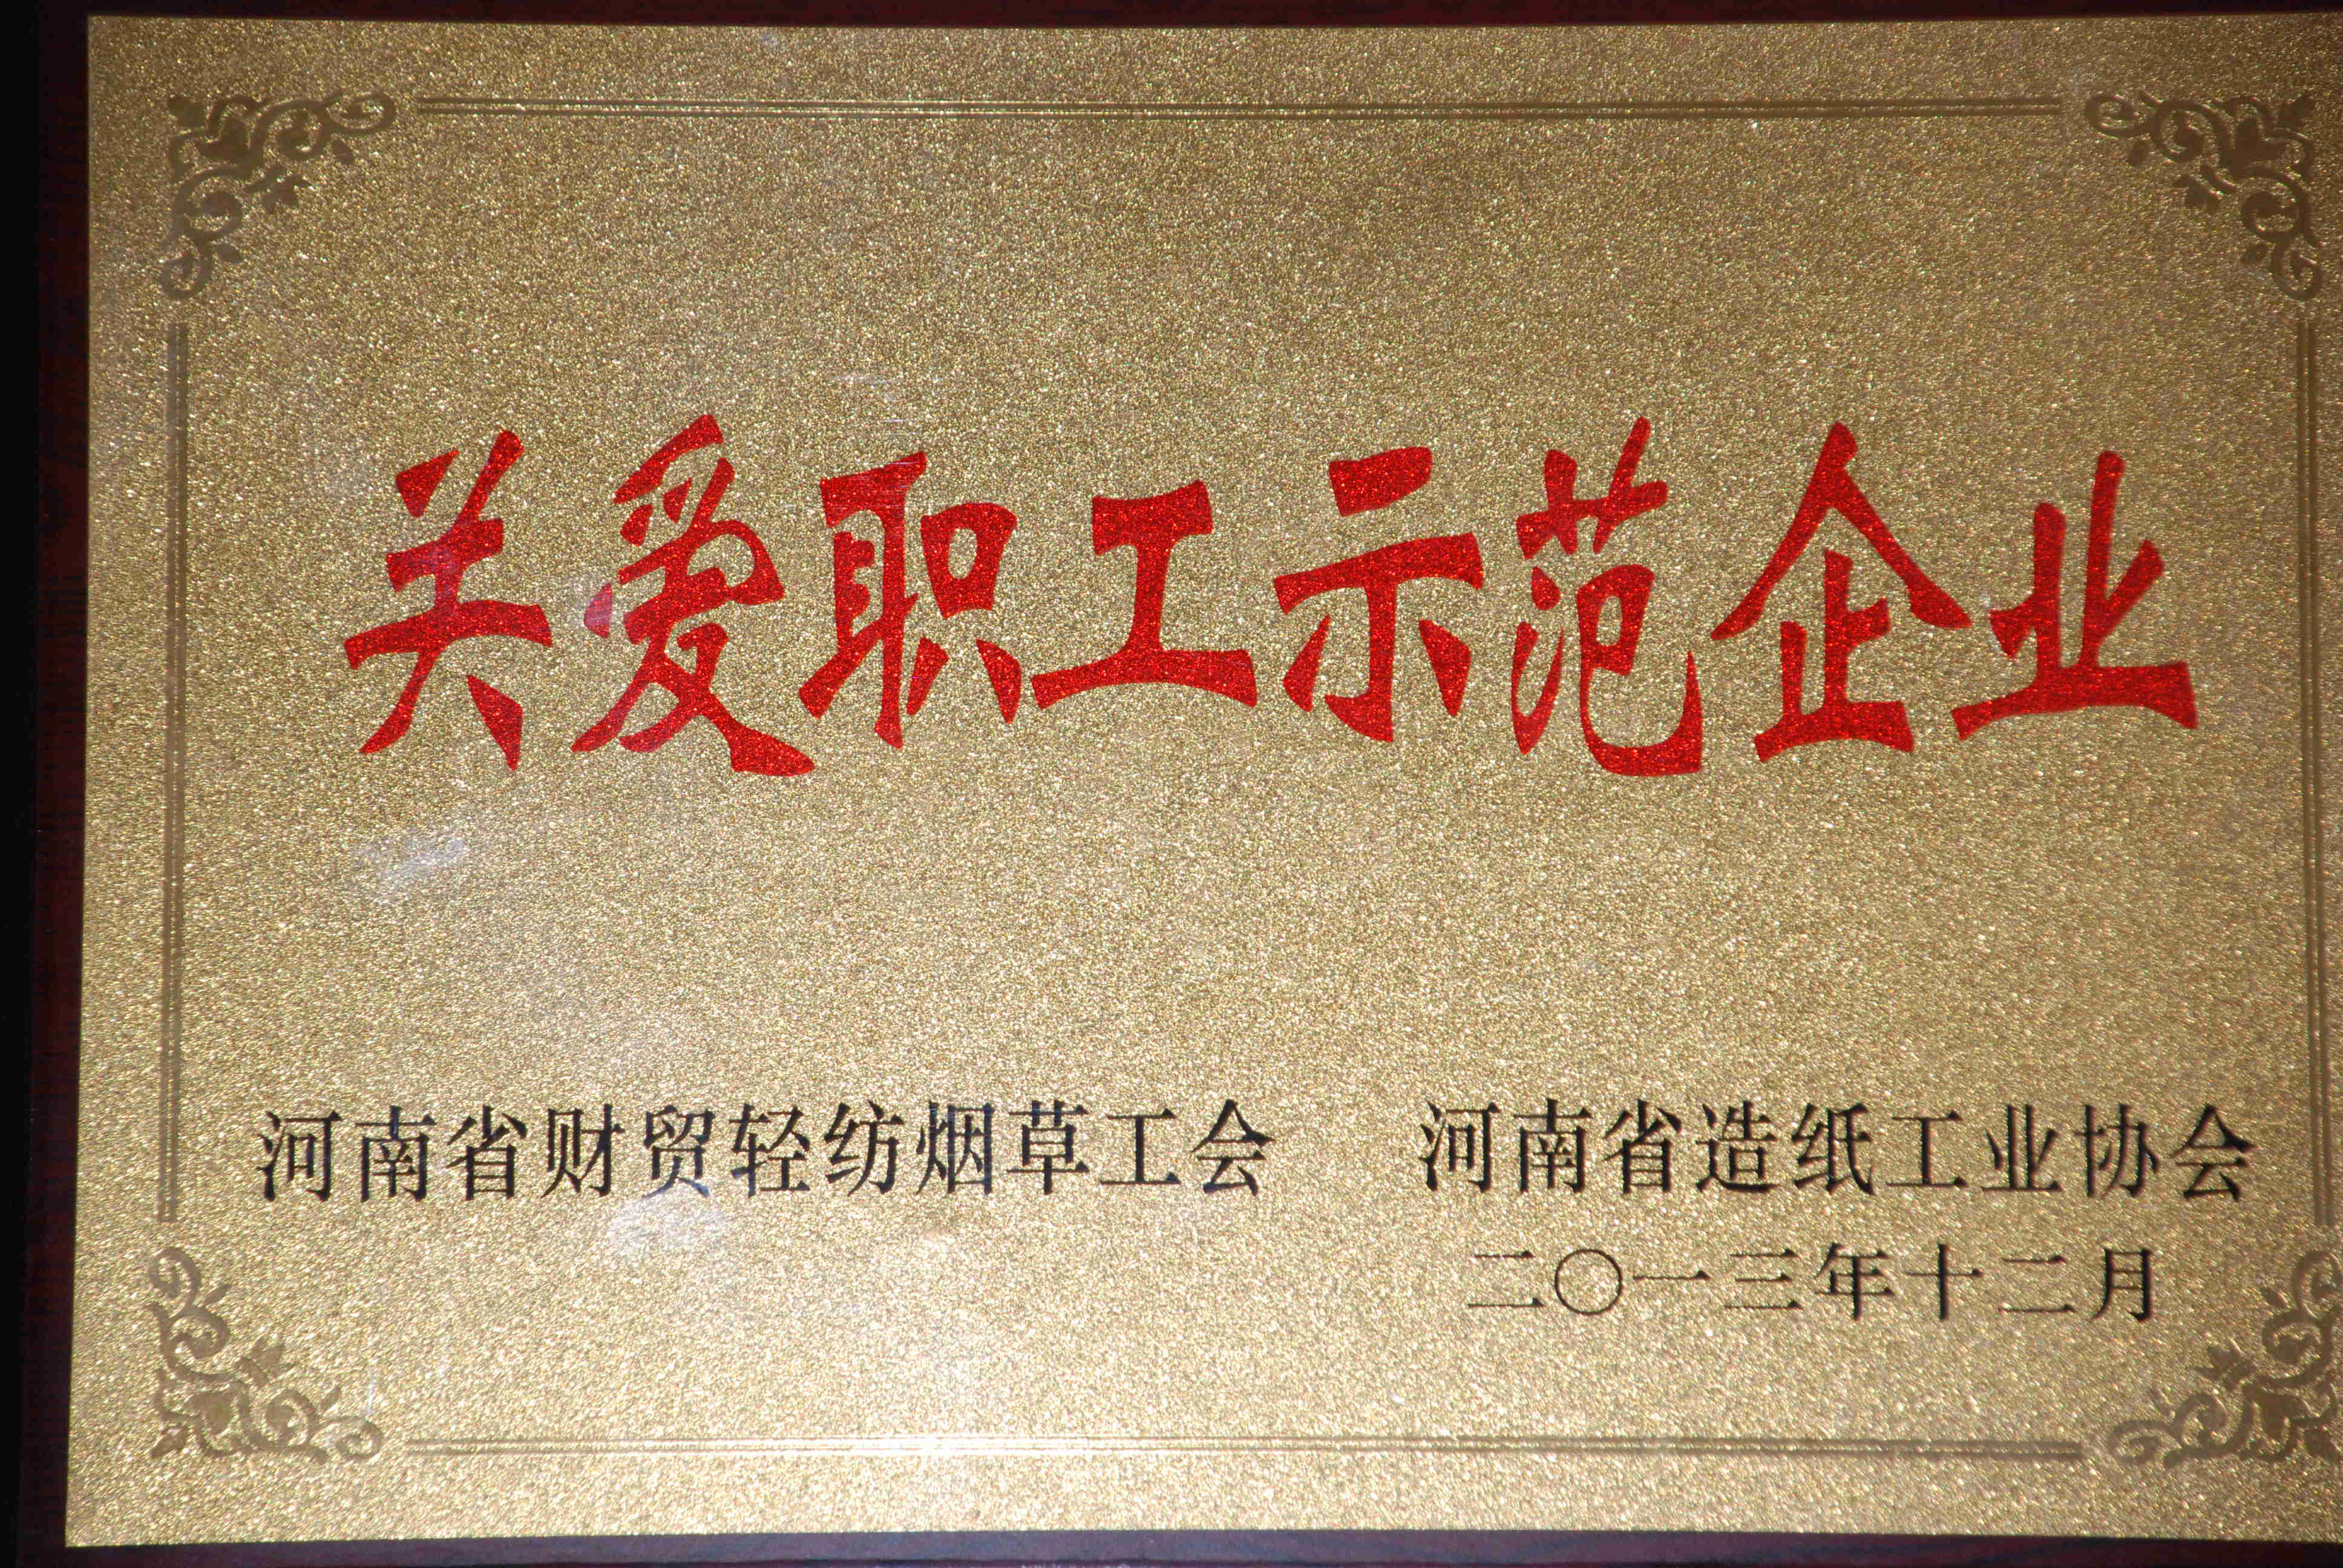 关爱职工示范企业
河南省财贸轻纺烟草工会 河南省造纸工业协会
二〇一三年十二月